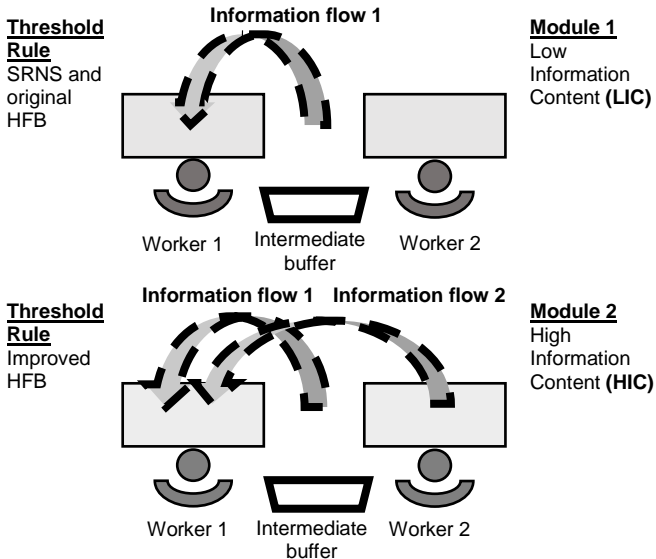 Information flow 1
Threshold
Rule
SRNS and
original
HFB
Module 1
Low
Information
Content (LIC)
Worker 1
Intermediate
buffer
Worker 2
Information flow 1
Information flow 2
Threshold
Rule
Improved
HFB
Module 2
High
Information
Content (HIC)
Worker 1
Intermediate
buffer
Worker 2